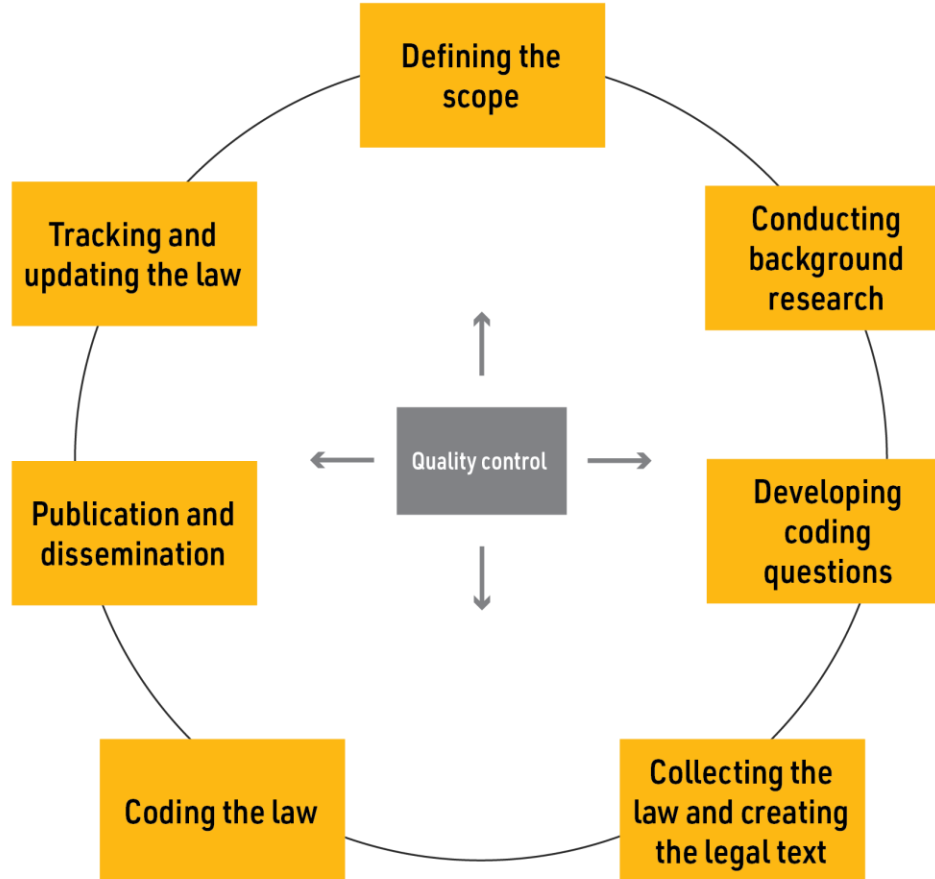 Defining the
scope
Conducting
background
research
Developing
coding
questions
Collecting the
law and creating
the legal text
Coding the law
Publication and
dissemination
Tracking and
updating the law
Quality control